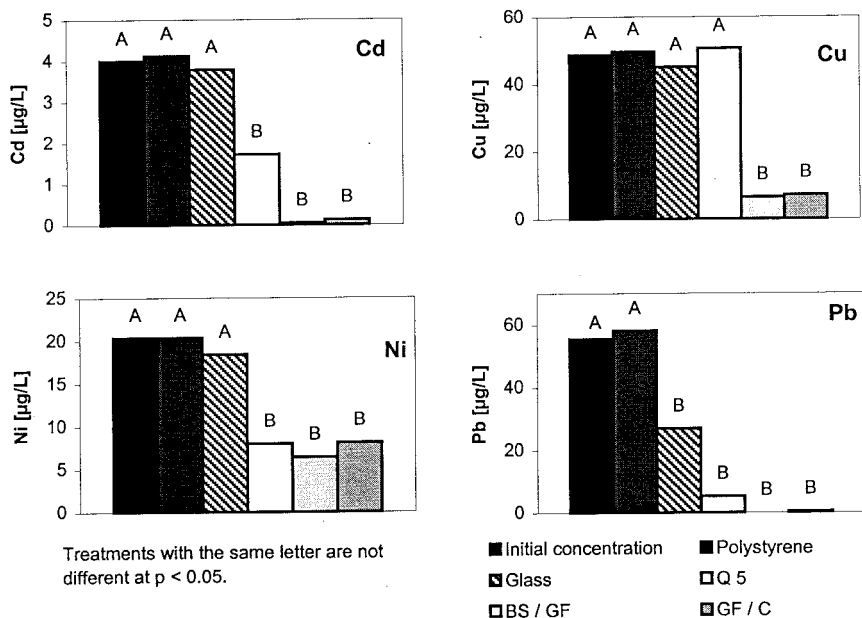 5
4
3
2
1
0
Cd [µg/L]
A
A
A
B
B
B
Cd
60
40
20
0
Cu [µg/L]
A
A
A
A
B
B
Cu
25
20
15
10
5
0
Ni [µg/L]
A
A
A
B
B
B
Ni
60
40
20
0
Pb [µg/L]
A
A
B
B
B
B
Pb
Treatments with the same letter are not
different at p < 0.05.
Initial concentration
Polystyrene
Glass
Q 5
BS / GF
GF / C